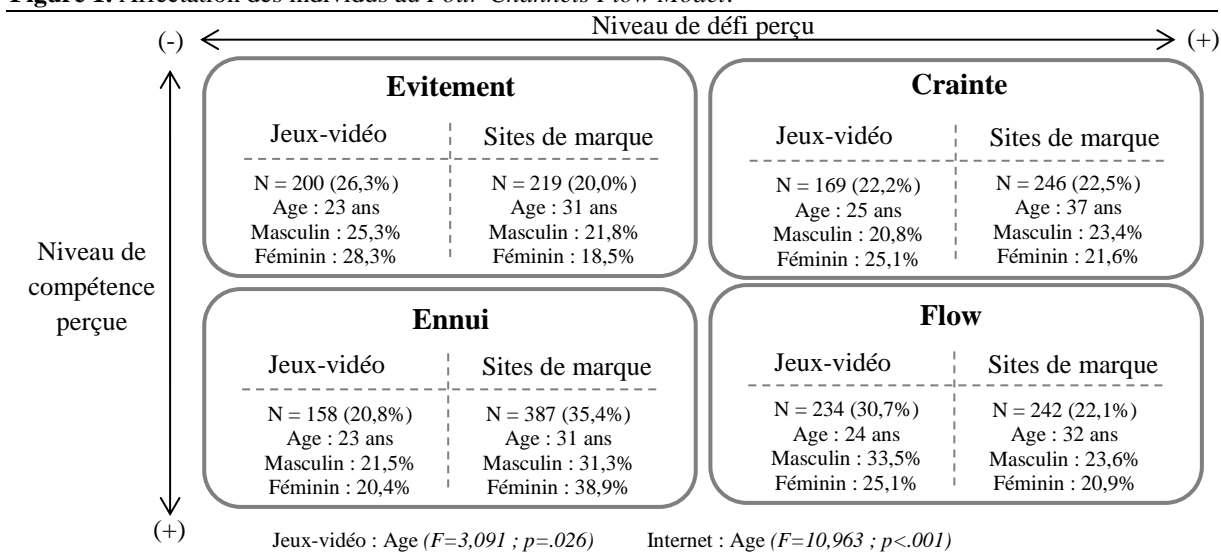 Figure 1. Affectation des individus au Four Channels Flow Model.
Niveau de défi perçu
(-)
(+)
Niveau de
compétence
perçue
(+)
Evitement
Jeux-vidéo
Sites de marque
N = 200 (26,3%)
Age : 23 ans
Masculin : 25,3%
Féminin : 28,3%
N = 219 (20,0%)
Age : 31 ans
Masculin : 21,8%
Féminin : 18,5%
Crainte
Jeux-vidéo
Sites de marque
N = 169 (22,2%)
Age : 25 ans
Masculin : 20,8%
Féminin : 25,1%
N = 246 (22,5%)
Age : 37 ans
Masculin : 23,4%
Féminin : 21,6%
Ennui
Jeux-vidéo
Sites de marque
N = 158 (20,8%)
Age : 23 ans
Masculin : 21,5%
Féminin : 20,4%
N = 387 (35,4%)
Age : 31 ans
Masculin : 31,3%
Féminin : 38,9%
Flow
Jeux-vidéo
Sites de marque
N = 234 (30,7%)
Age : 24 ans
Masculin : 33,5%
Féminin : 25,1%
N = 242 (22,1%)
Age : 32 ans
Masculin : 23,6%
Féminin : 20,9%
Jeux-vidéo : Age (F=3,091 ; p=.026) Internet : Age (F=10,963 ; p<.001)